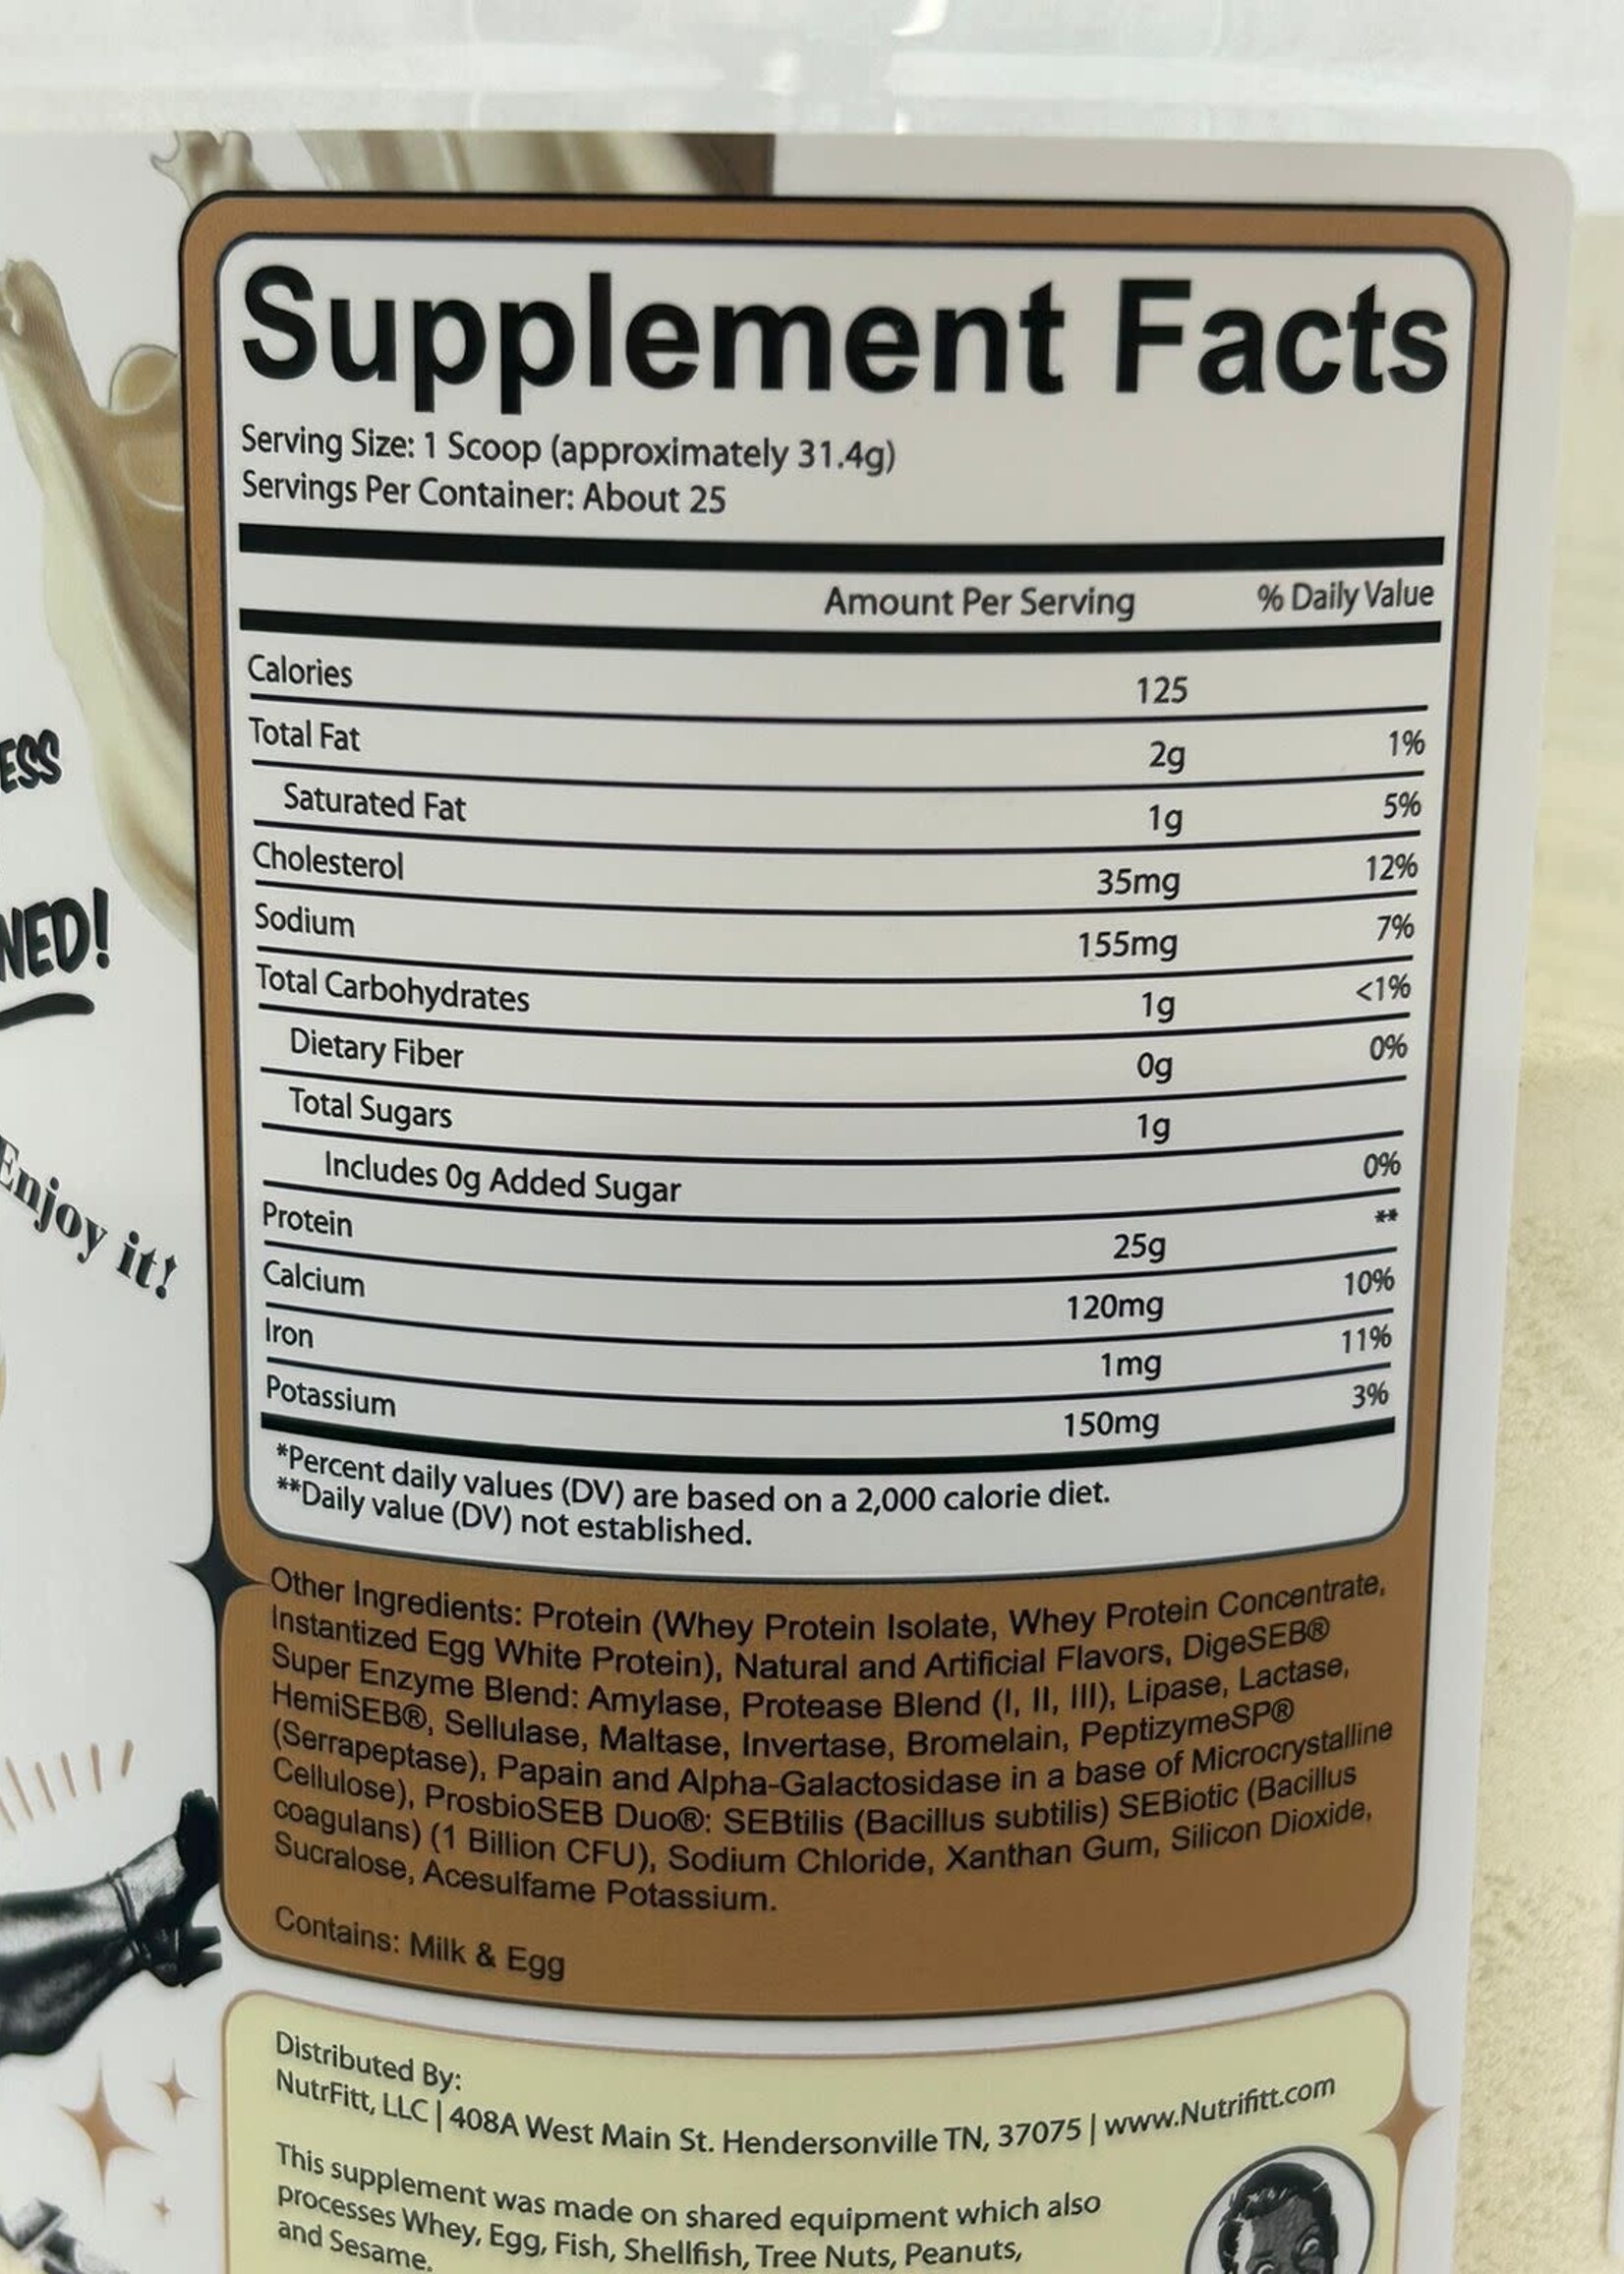 ESS
NED!
Enjoy it!
Supplement Facts
Serving Size: 1 Scoop (approximately 31.4g)
Servings Per Container: About 25
Amount Per Serving % Daily Value
Calories 125
Total Fat 2g 1%
Saturated Fat 1g 5%
Cholesterol 35mg 12%
Sodium 155mg 7%
Total Carbohydrates 1g <1%
Dietary Fiber 0g 0%
Total Sugars 1g
Includes 0g Added Sugar 0%
Protein 25g **
Calcium 120mg 10%
Iron 1mg 11%
Potassium 150mg 3%
*Percent daily values (DV) are based on a 2,000 calorie diet.
**Daily value (DV) not established.
Other Ingredients: Protein (Whey Protein Isolate, Whey Protein Concentrate,
Instantized Egg White Protein), Natural and Artificial Flavors, DigeSEB®
Super Enzyme Blend: Amylase, Protease Blend (I, II, III), Lipase, Lactase,
HemiSEB®, Sellulase, Maltase, Invertase, Bromelain, PeptizymeSP®
(Serrapeptase), Papain and Alpha-Galactosidase in a base of Microcrystalline
Cellulose), ProsbioSEB Duo®: SEBtilis (Bacillus subtilis) SEBiotic (Bacillus
coagulans) (1 Billion CFU), Sodium Chloride, Xanthan Gum, Silicon Dioxide,
Sucralose, Acesulfame Potassium.
Contains: Milk & Egg
Distributed By:
NutrFitt, LLC | 408A West Main St. Hendersonville TN, 37075 | www.Nutrifitt.com
This supplement was made on shared equipment which also
processes Whey, Egg, Fish, Shellfish, Tree Nuts, Peanuts,
and Sesame.